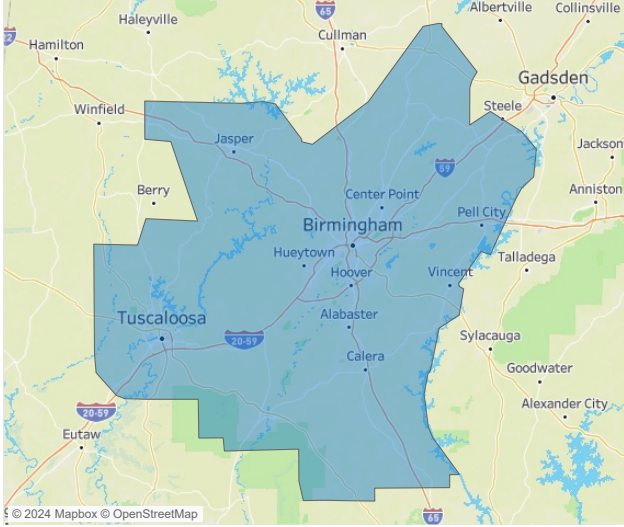 Haleyville
65
Albertville
Collinsville
22
Hamilton
Cullman
Gadsden
Winfield
Steele
Jasper
59
Jackson
Berry
Center Point
Anniston
Birmingham
Pell City
Hueytown
Talladega
Hoover
Vincent
Tuscaloosa
Alabaster
20-59
Sylacauga
Calera
Goodwater
20-59
Alexander City
Eutaw
© 2024 Mapbox © OpenStreetMap
65